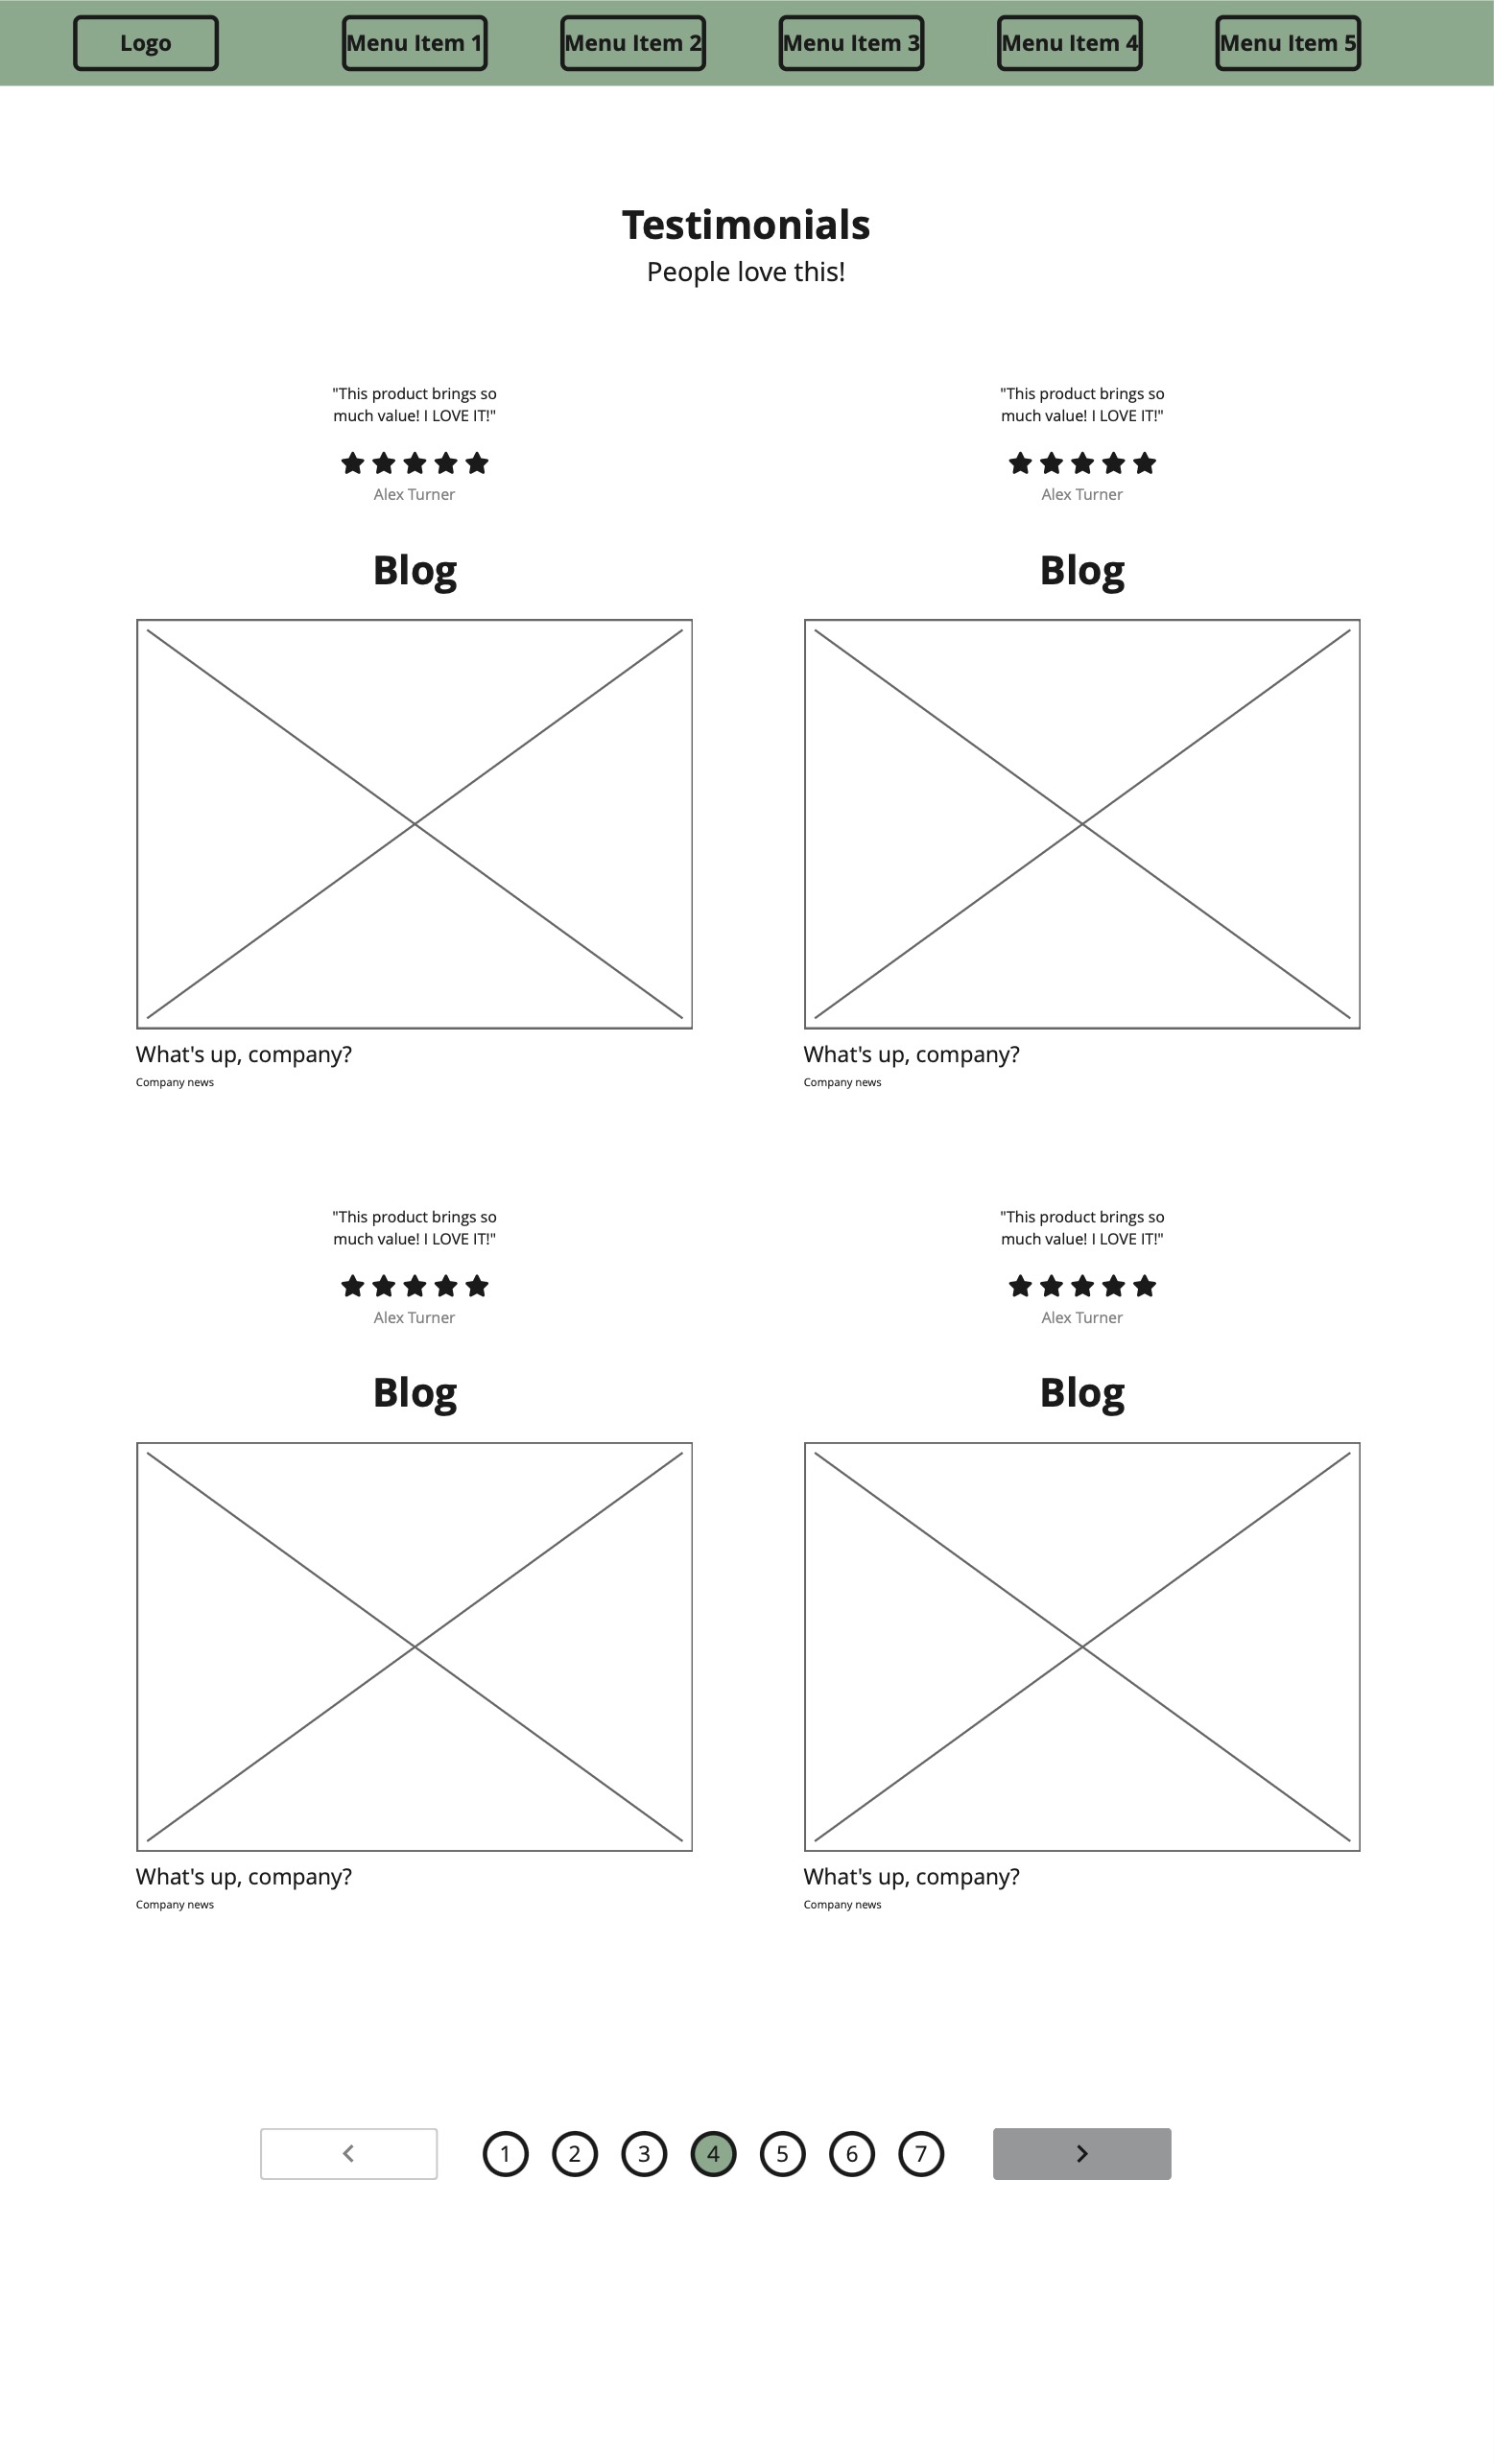 Logo
Menu Item 1
Menu Item 2
Menu Item 3
Menu Item 4
Menu Item 5
Testimonials
People love this!
"This product brings so
much value! I LOVE IT!"
Alex Turner
Blog
What's up, company?
Company news
"This product brings so
much value! I LOVE IT!"
Alex Turner
Blog
What's up, company?
Company news
"This product brings so
much value! I LOVE IT!"
Alex Turner
Blog
What's up, company?
Company news
"This product brings so
much value! I LOVE IT!"
Alex Turner
Blog
What's up, company?
Company news
1 2 3 4 5 6 7